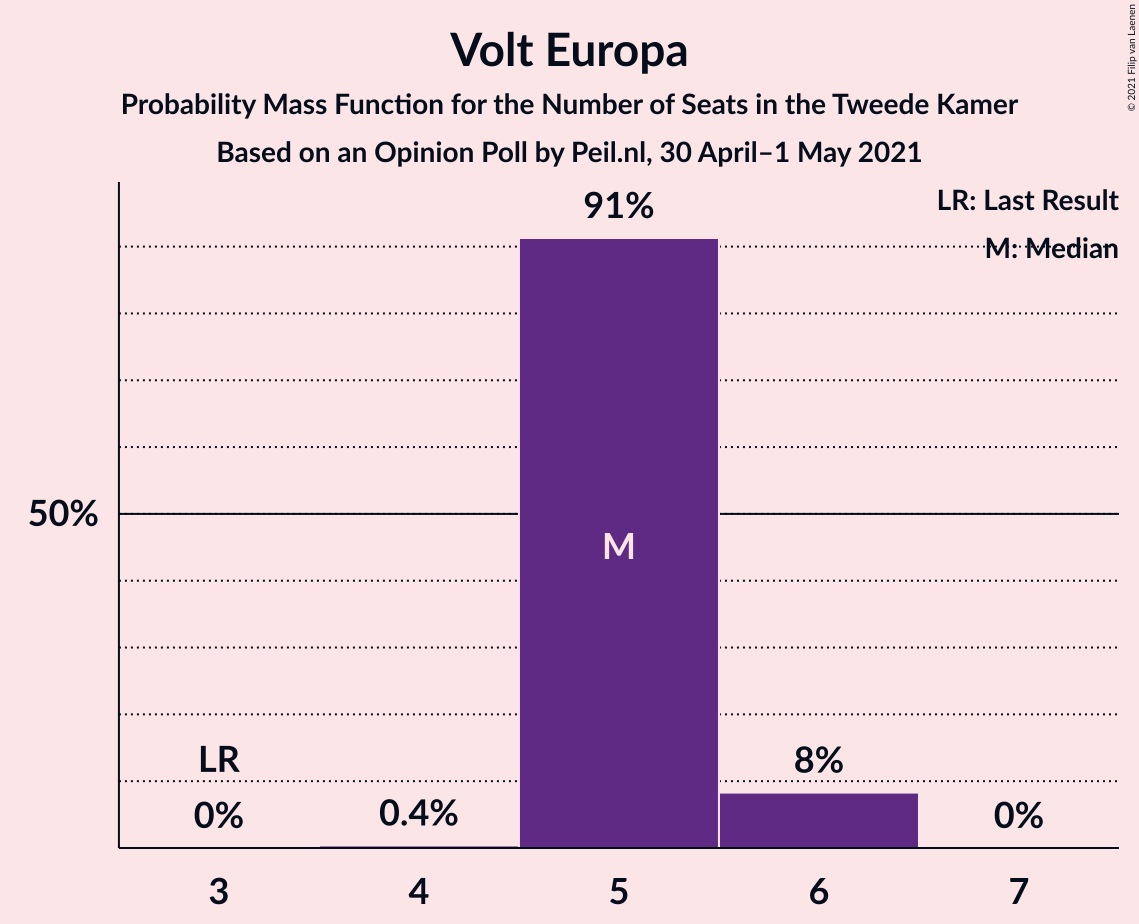 Volt Europa
Probability Mass Function for the Number of Seats in the Tweede Kamer
Based on an Opinion Poll by Peil.nl, 30 April–1 May 2021
© 2021 Filip van Laenen
LR: Last Result
M: Median
91%
50%
M
LR
0%
0.4%
8%
0%
3
4
5
6
7